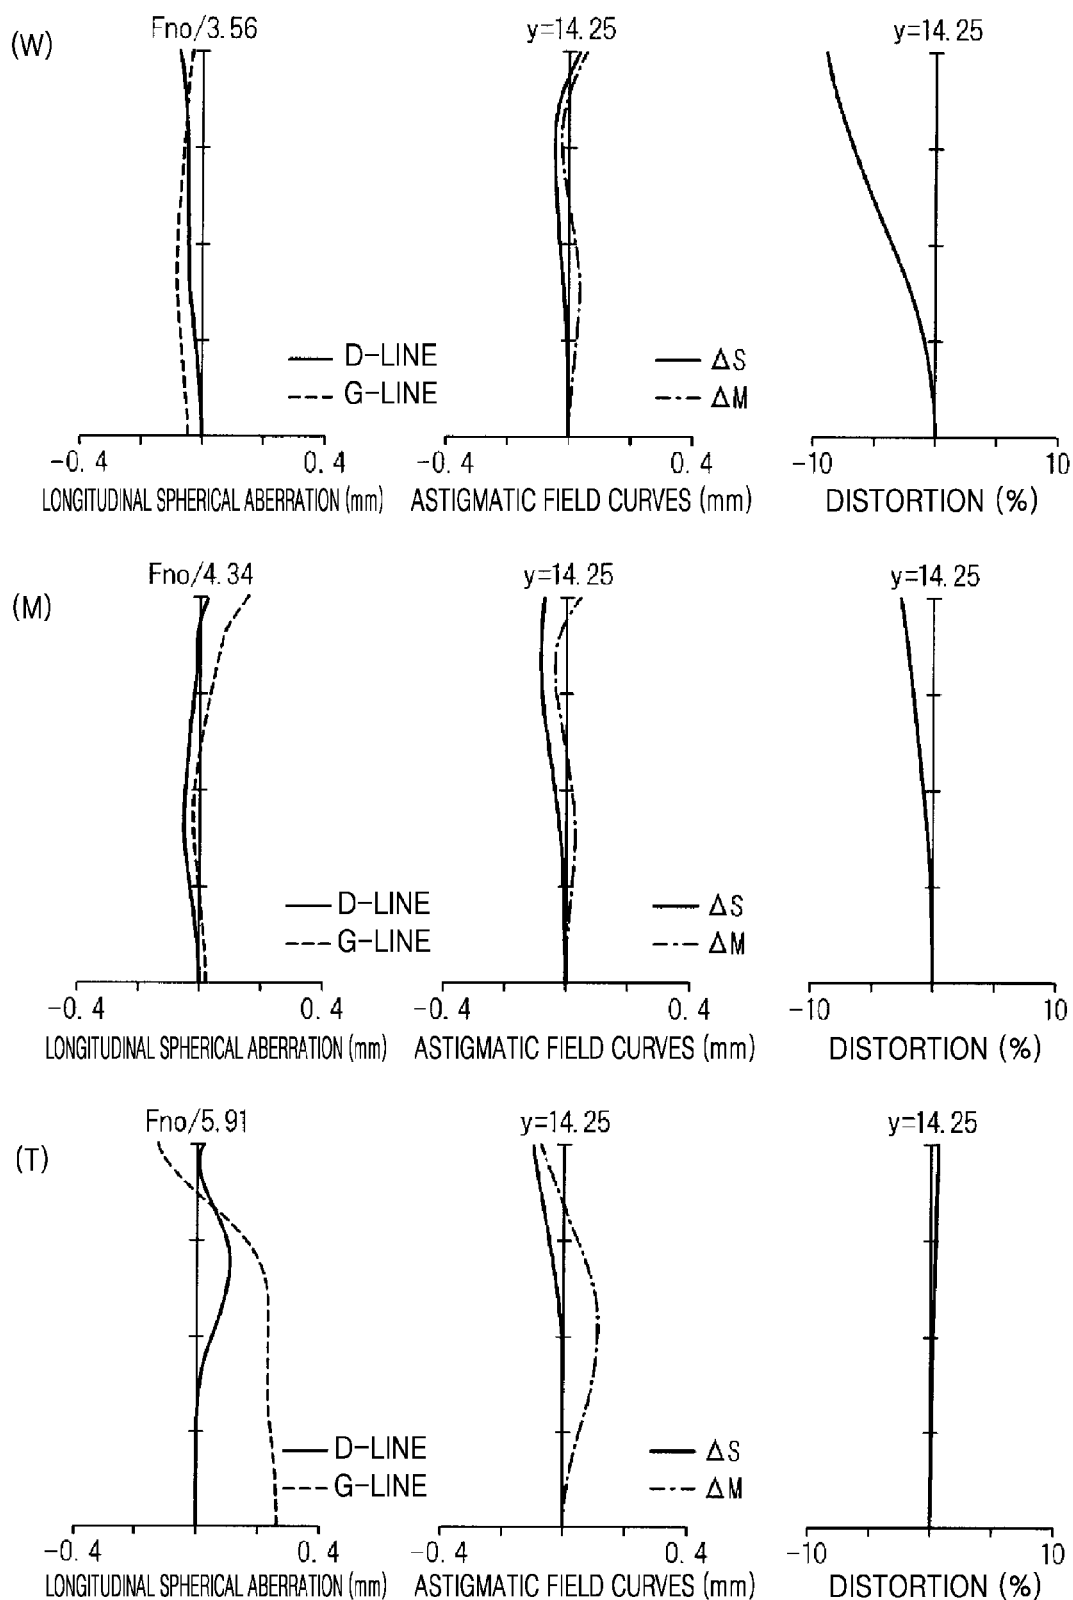 (W)
Fno/3.56
y=14.25
y=14.25
D-LINE
G-LINE
ΔS
ΔM
-0.4
0.4
-0.4
0.4
-10
10
LONGITUDINAL SPHERICAL ABERRATION (mm)
ASTIGMATIC FIELD CURVES (mm)
DISTORTION (%)
(M)
Fno/4.34
y=14.25
y=14.25
D-LINE
G-LINE
ΔS
ΔM
-0.4
0.4
-0.4
0.4
-10
10
LONGITUDINAL SPHERICAL ABERRATION (mm)
ASTIGMATIC FIELD CURVES (mm)
DISTORTION (%)
(T)
Fno/5.91
y=14.25
y=14.25
D-LINE
G-LINE
ΔS
ΔM
-0.4
0.4
-0.4
0.4
-10
10
LONGITUDINAL SPHERICAL ABERRATION (mm)
ASTIGMATIC FIELD CURVES (mm)
DISTORTION (%)